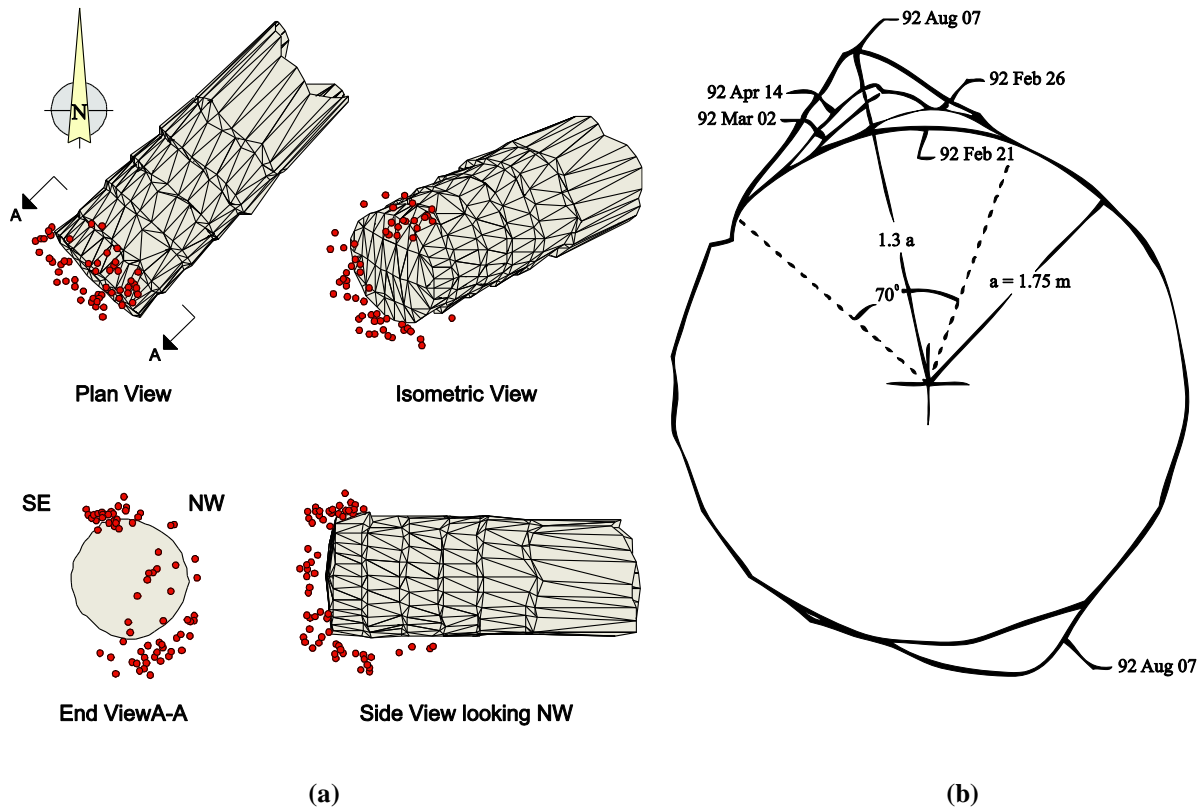 N
A
A
Plan View
Isometric View
SE
NW
End ViewA-A
Side View looking NW
(a)
92 Aug 07
92 Feb 26
92 Apr 14
92 Mar 02
92 Feb 21
1.3 a
a = 1.75 m
70⁰
92 Aug 07
(b)